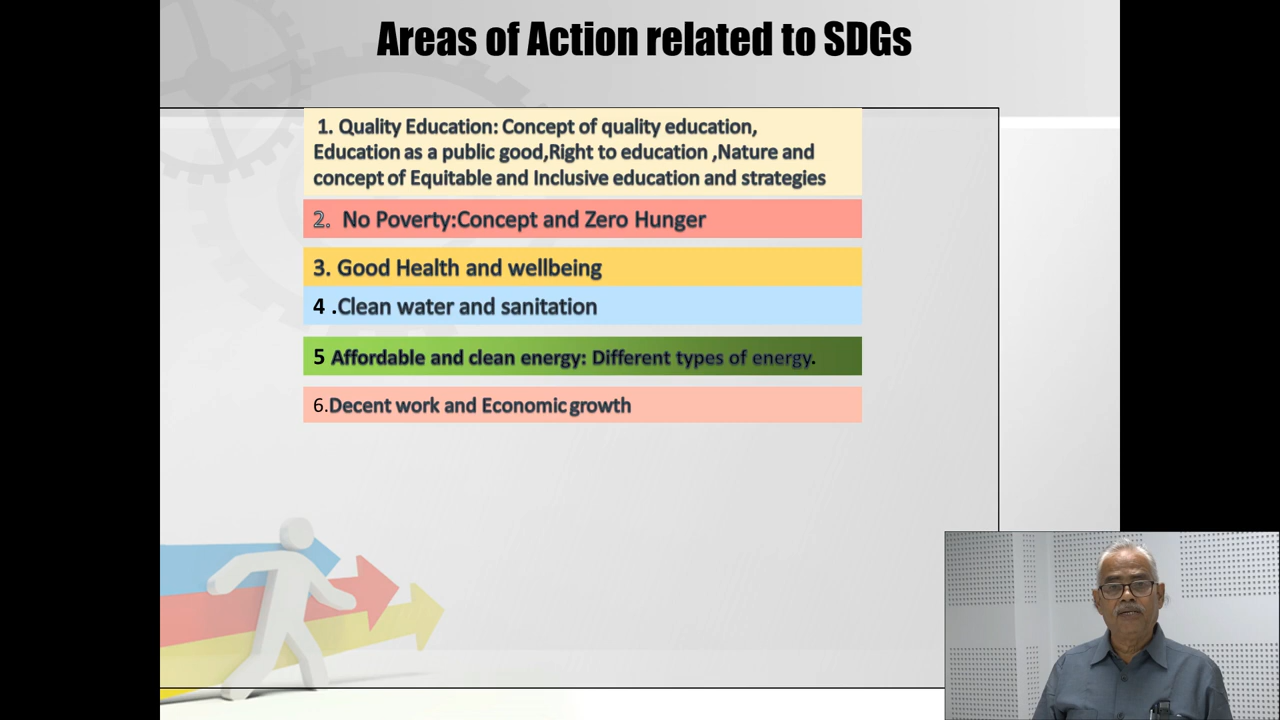 Areas of Action related to SDGs
1. Quality Education: Concept of quality education,
Education as a public good,Right to education ,Nature and
concept of Equitable and Inclusive education and strategies
2. No Poverty:Concept and Zero Hunger
3. Good Health and wellbeing
4 .Clean water and sanitation
5 Affordable and clean energy: Different types of energy.
6.Decent work and Economic growth